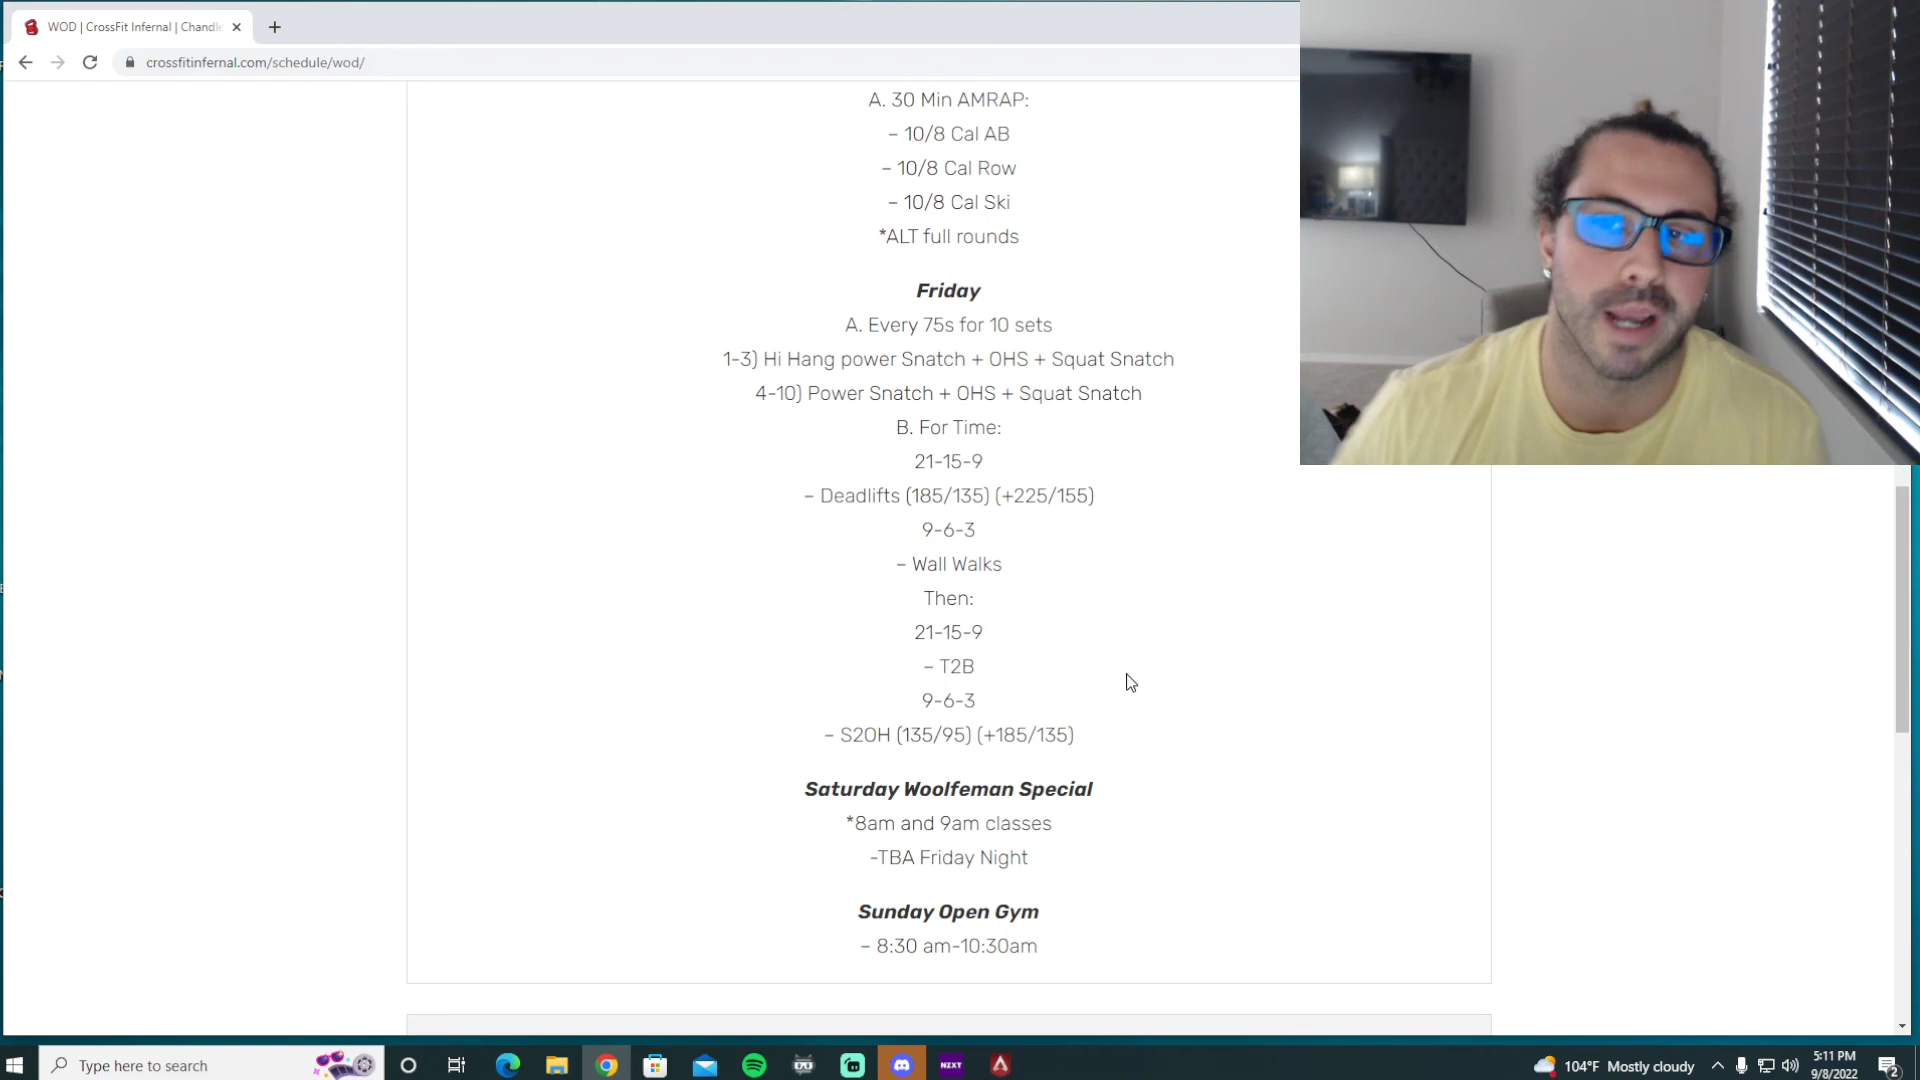 WOD | CrossFit Infernal | Chandle
crossfitinfernal.com/schedule/wod/
A. 30 Min AMRAP:
– 10/8 Cal AB
– 10/8 Cal Row
– 10/8 Cal Ski
*ALT full rounds
Friday
A. Every 75s for 10 sets
1-3) Hi Hang power Snatch + OHS + Squat Snatch
4-10) Power Snatch + OHS + Squat Snatch
B. For Time:
21-15-9
– Deadlifts (185/135) (+225/155)
9-6-3
– Wall Walks
Then:
21-15-9
– T2B
9-6-3
– S2OH (135/95) (+185/135)
Saturday Woolfeman Special
*8am and 9am classes
-TBA Friday Night
Sunday Open Gym
– 8:30 am-10:30am
Type here to search
NZXT
104°F Mostly cloudy
5:11 PM
9/8/2022
2